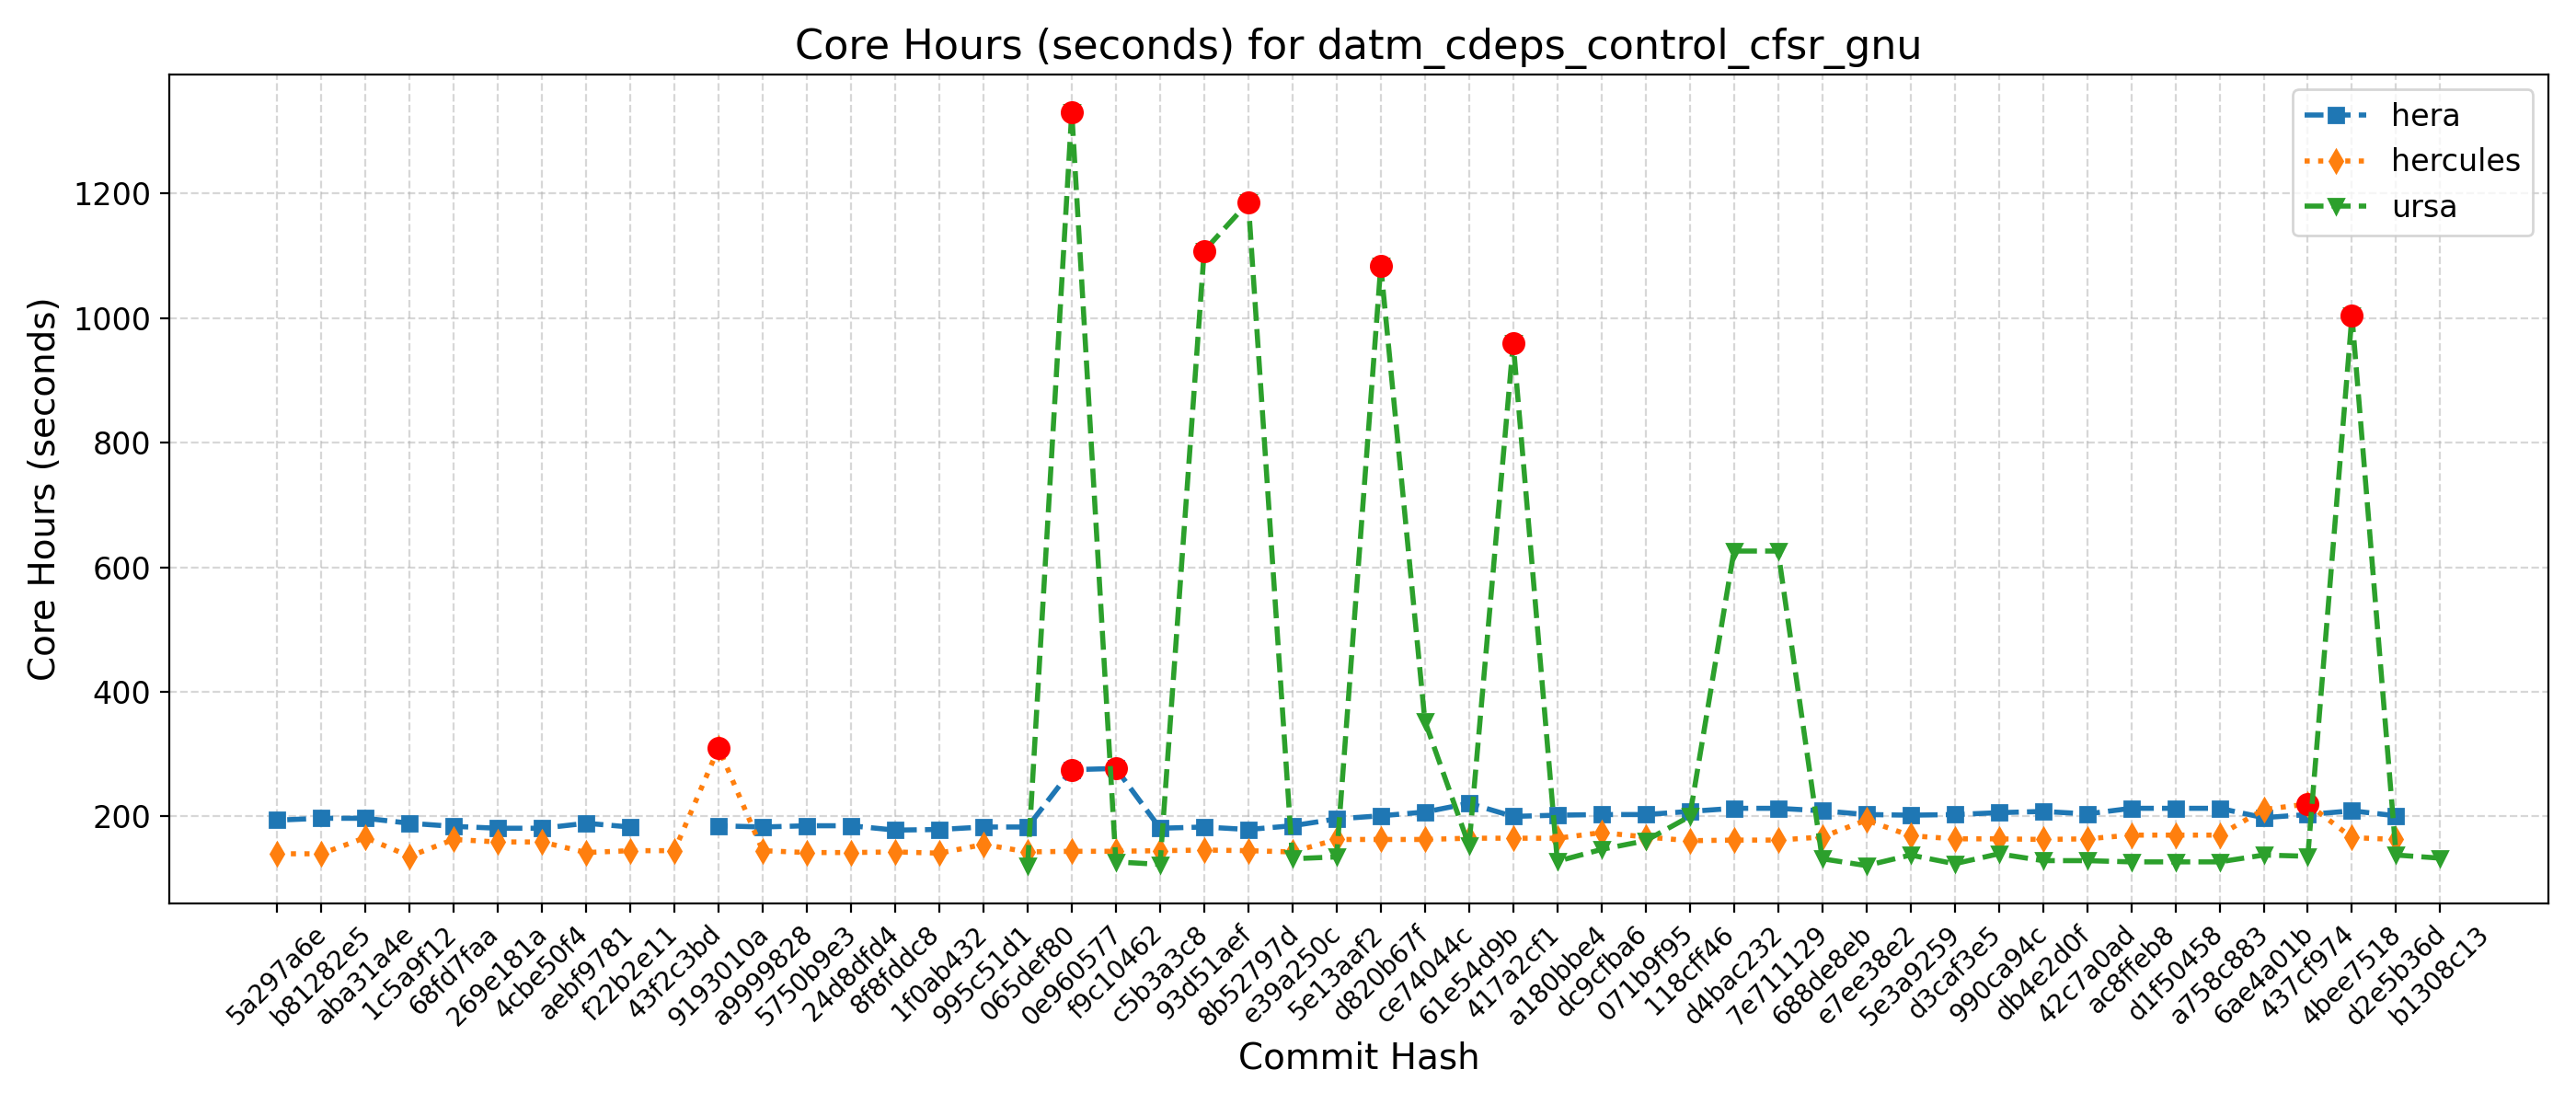 Core Hours (seconds) for datm_cdeps_control_cfsr_gnu
hera
hercules
ursa
Core Hours (seconds)
1200
1000
800
600
400
200
5a297a6e
b81282e5
aba31a4e
1c5a9f12
68fd7faa
269e181a
4cbe50f4
aebf9781
f22b2e11
43f2c3bd
9193010a
a9999828
5750b9e3
24d8dfd4
8f8fddc8
1f0ab432
995c51d1
065def80
0e960577
f9c10462
c5b3a3c8
93d51aef
8b52797d
e39a250c
5e13aaf2
d820b67f
ce74044c
61e54d9b
417a2cf1
a180bbe4
dc9cfba6
071b9f95
118cff46
d4bac232
7e711129
688de8eb
e7ee38e2
5e3a9259
d3caf3e5
990ca94c
db4e2d0f
42c7a0ad
ac8ffeb8
d1f50458
a758c883
6ae4a01b
437cf974
4bee7518
d2e5b36d
b1308c13
Commit Hash